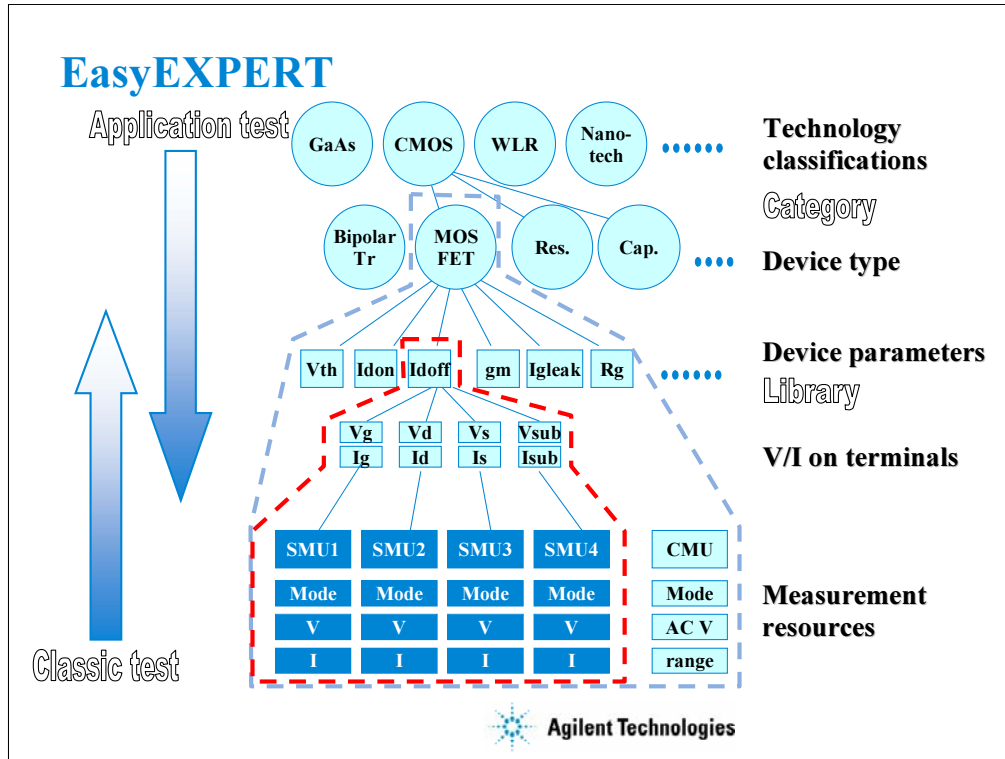 EasyEXPERT
Application test
GaAs
CMOS
WLR
Nano-
tech
Technology
classifications
Category
Bipolar
Tr
MOS
FET
Res.
Cap.
Device type
Vth
Idon
Idoff
gm
Igleak
Rg
Device parameters
Library
Vg
Vd
Vs
Vsub
Ig
Id
Is
Isub
V/I on terminals
SMU1
SMU2
SMU3
SMU4
CMU
Mode
Mode
Mode
Mode
Mode
Measurement
resources
V
V
V
V
AC V
I
I
I
I
range
Classic test
Agilent Technologies